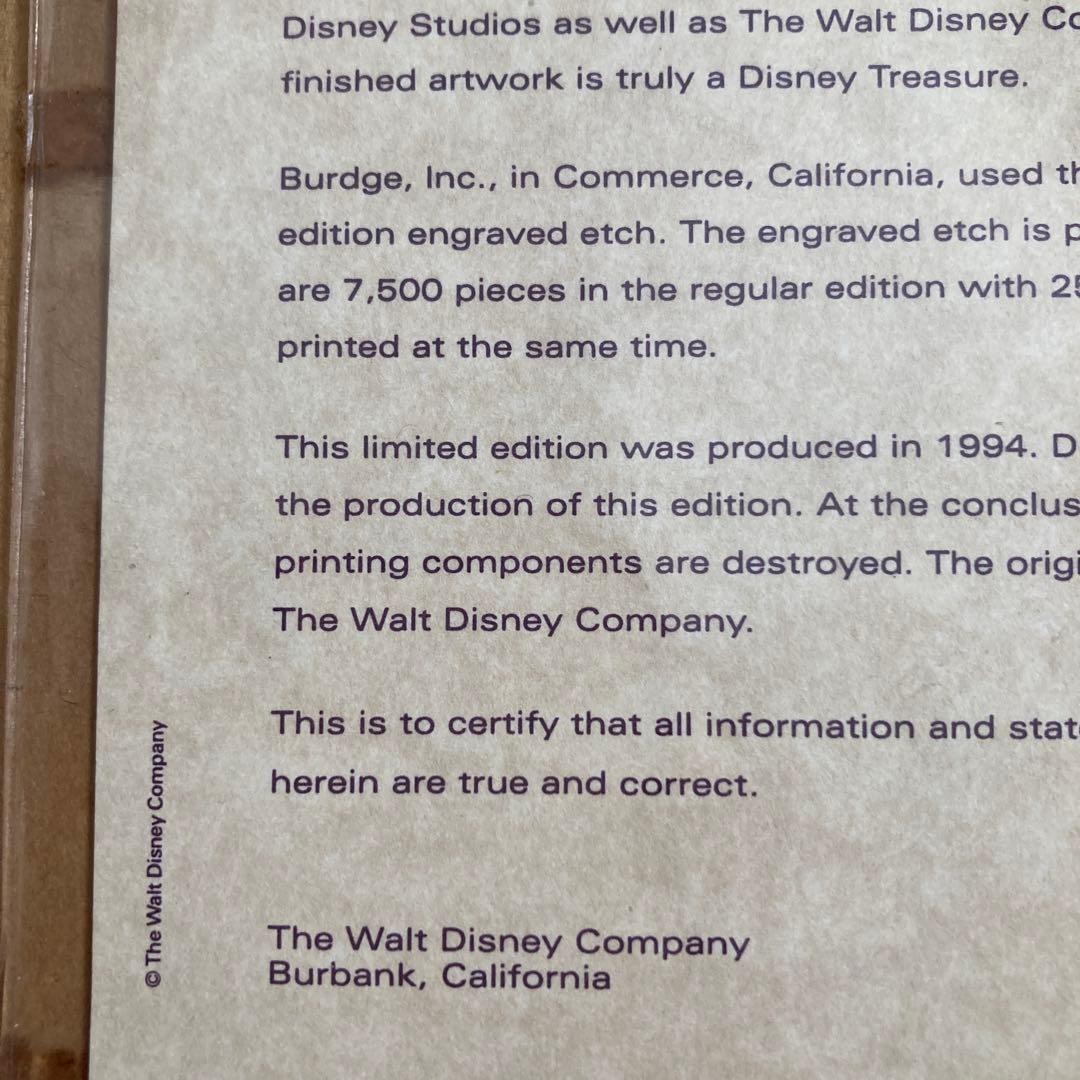 Disney Studios as well as The Walt Disney Co
finished artwork is truly a Disney Treasure.
Burdge, Inc., in Commerce, California, used th
edition engraved etch. The engraved etch is p
are 7,500 pieces in the regular edition with 25
printed at the same time.
This limited edition was produced in 1994. D
the production of this edition. At the conclus
printing components are destroyed. The origi
The Walt Disney Company.
This is to certify that all information and state
herein are true and correct.
© The Walt Disney Company
The Walt Disney Company
Burbank, California